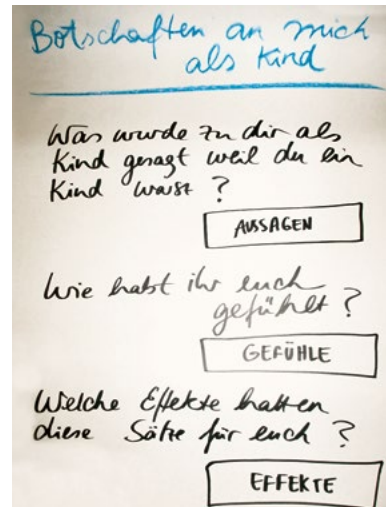 Botschaften an mich
als Kind
Was wurde zu dir als
Kind gesagt weil du ein
Kind warst ?
AUSSAGEN
Wie habt ihr euch
gefühlt ?
GEFÜHLE
Welche Effekte hatten
diese Sätze für euch ?
EFFEKTE